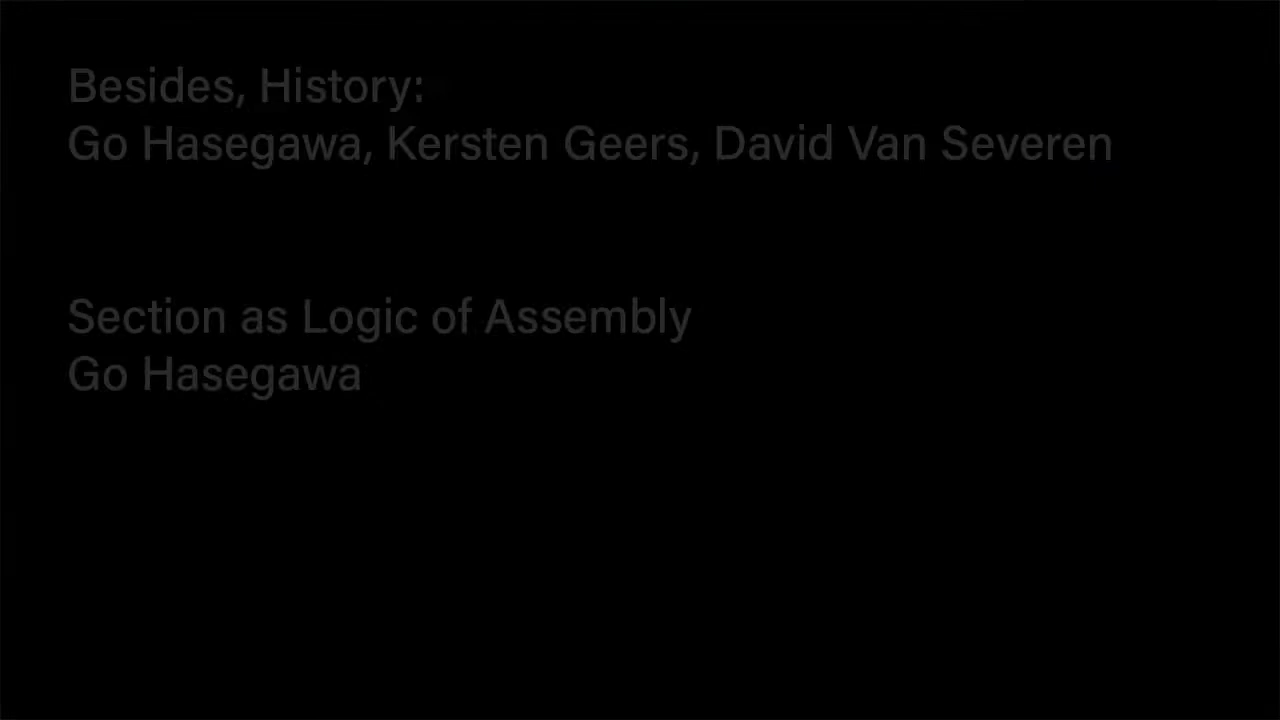 Besides, History:
Go Hasegawa, Kersten Geers, David Van Severen
Section as Logic of Assembly
Go Hasegawa